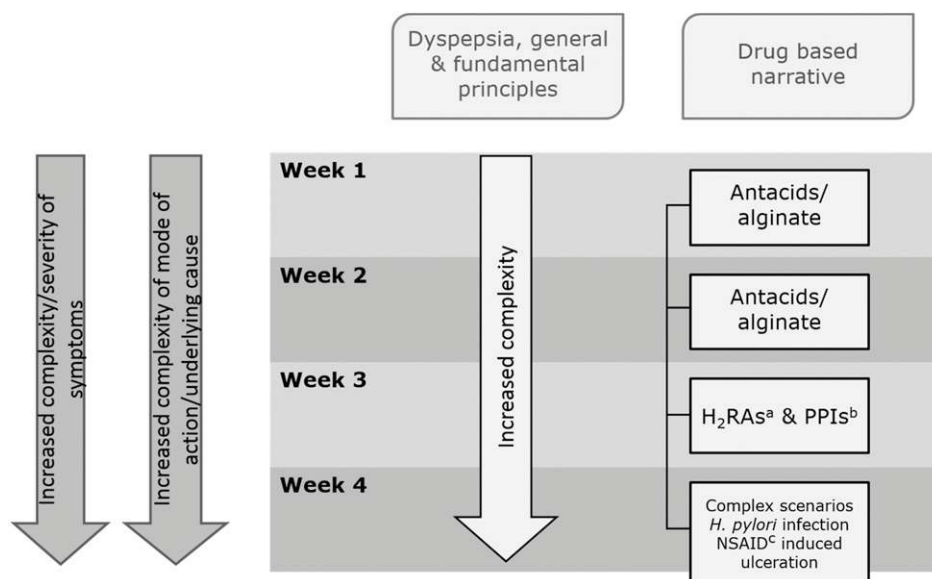 Dyspepsia, general
& fundamental
principles
Drug based
narrative
Increased complexity/severity of
symptoms
Increased complexity of mode of
action/underlying cause
Increased complexity
Week 1
Antacids/
alginate
Week 2
Antacids/
alginate
Week 3
H₂RAsᵃ & PPIsᵇ
Week 4
Complex scenarios
H. pylori infection
NSAIDᶜ induced
ulceration